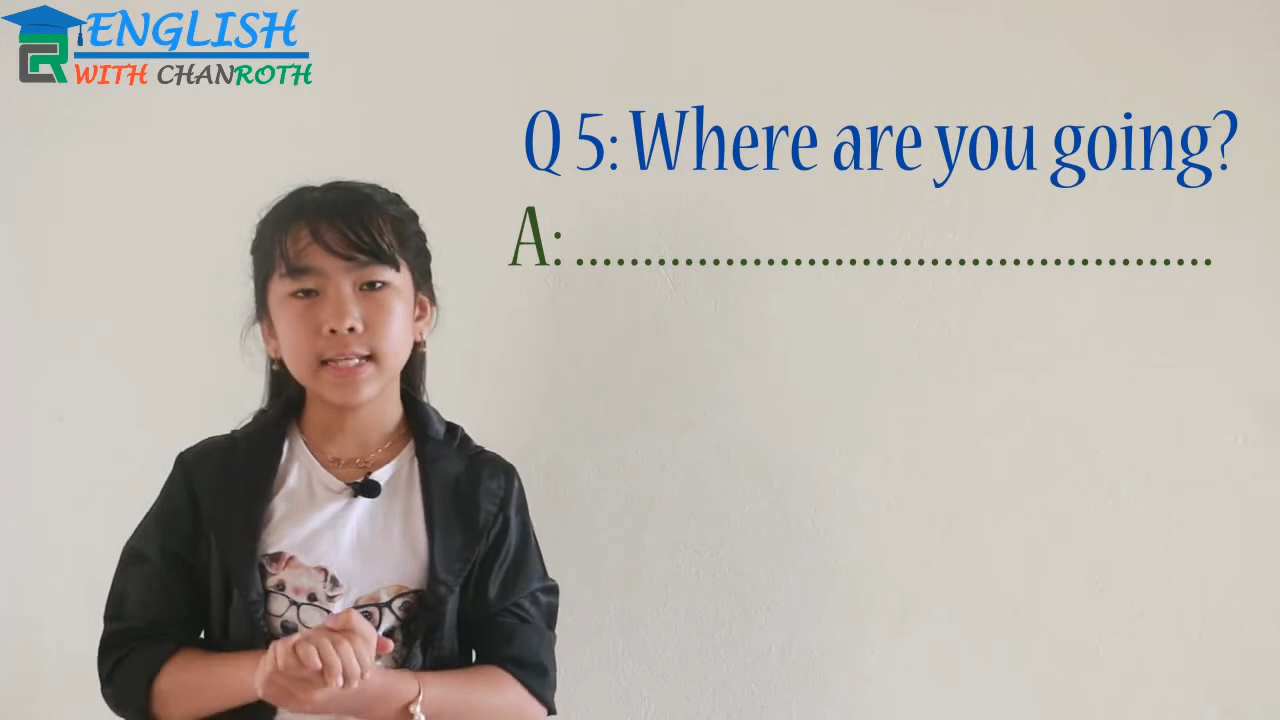 ENGLISH
WITH CHANROTH
Q 5: Where are you going?
A: ...............................................